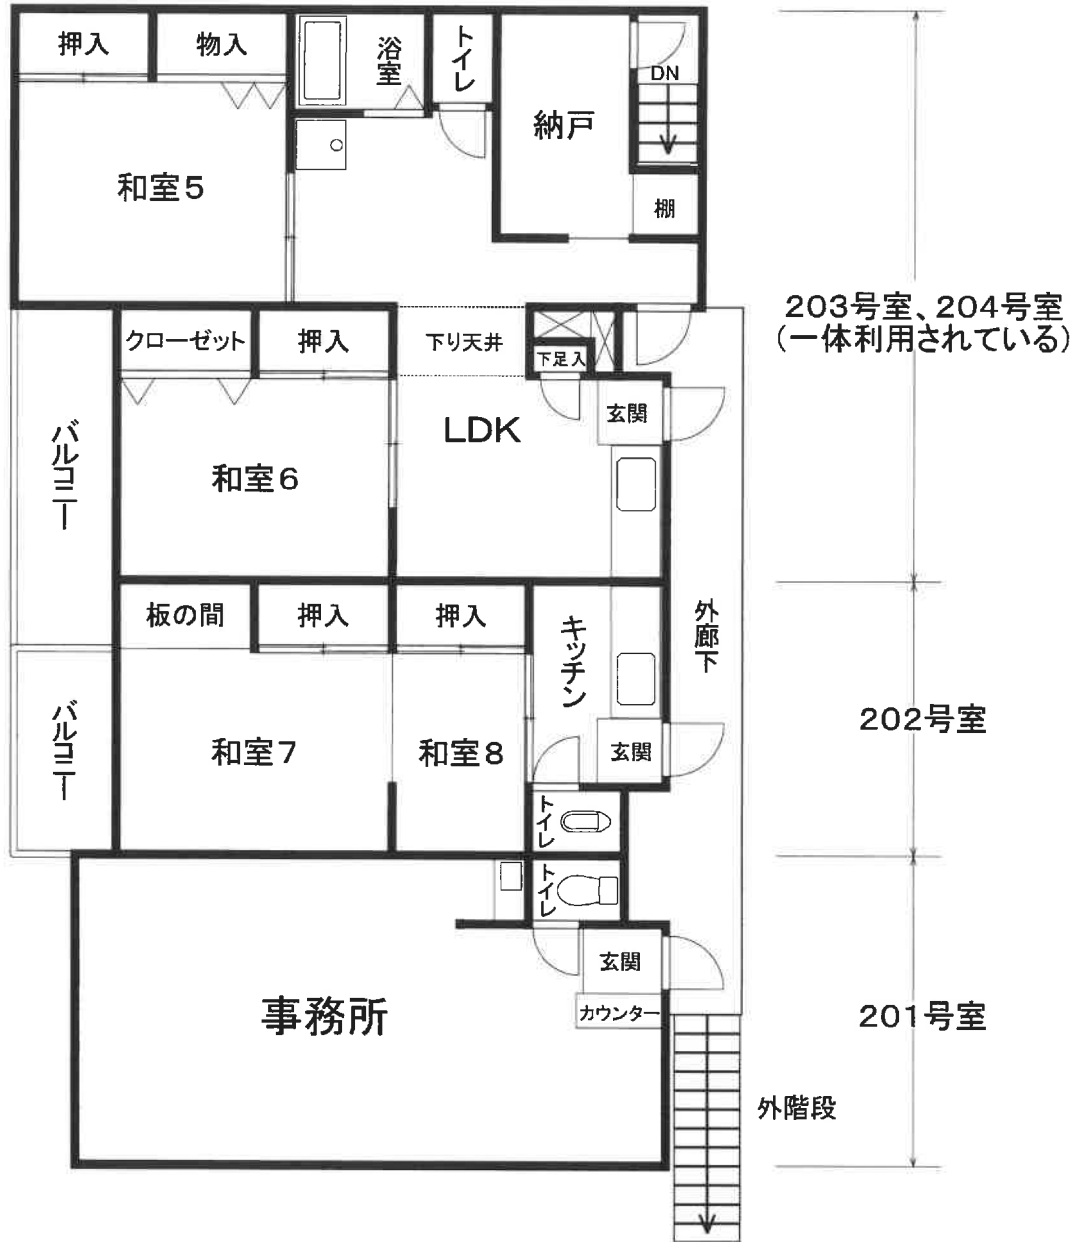 押入
物入
浴室
トイレ
納戸
DN
棚
和室5
203号室、204号室
(一体利用されている)
クローゼット
押入
下り天井
下足入
玄関
LDK
和室6
バルコニー
板の間
押入
押入
キッチン
外廊下
玄関
和室7
和室8
バルコニー
202号室
トイレ
トイレ
玄関
カウンター
事務所
201号室
外階段